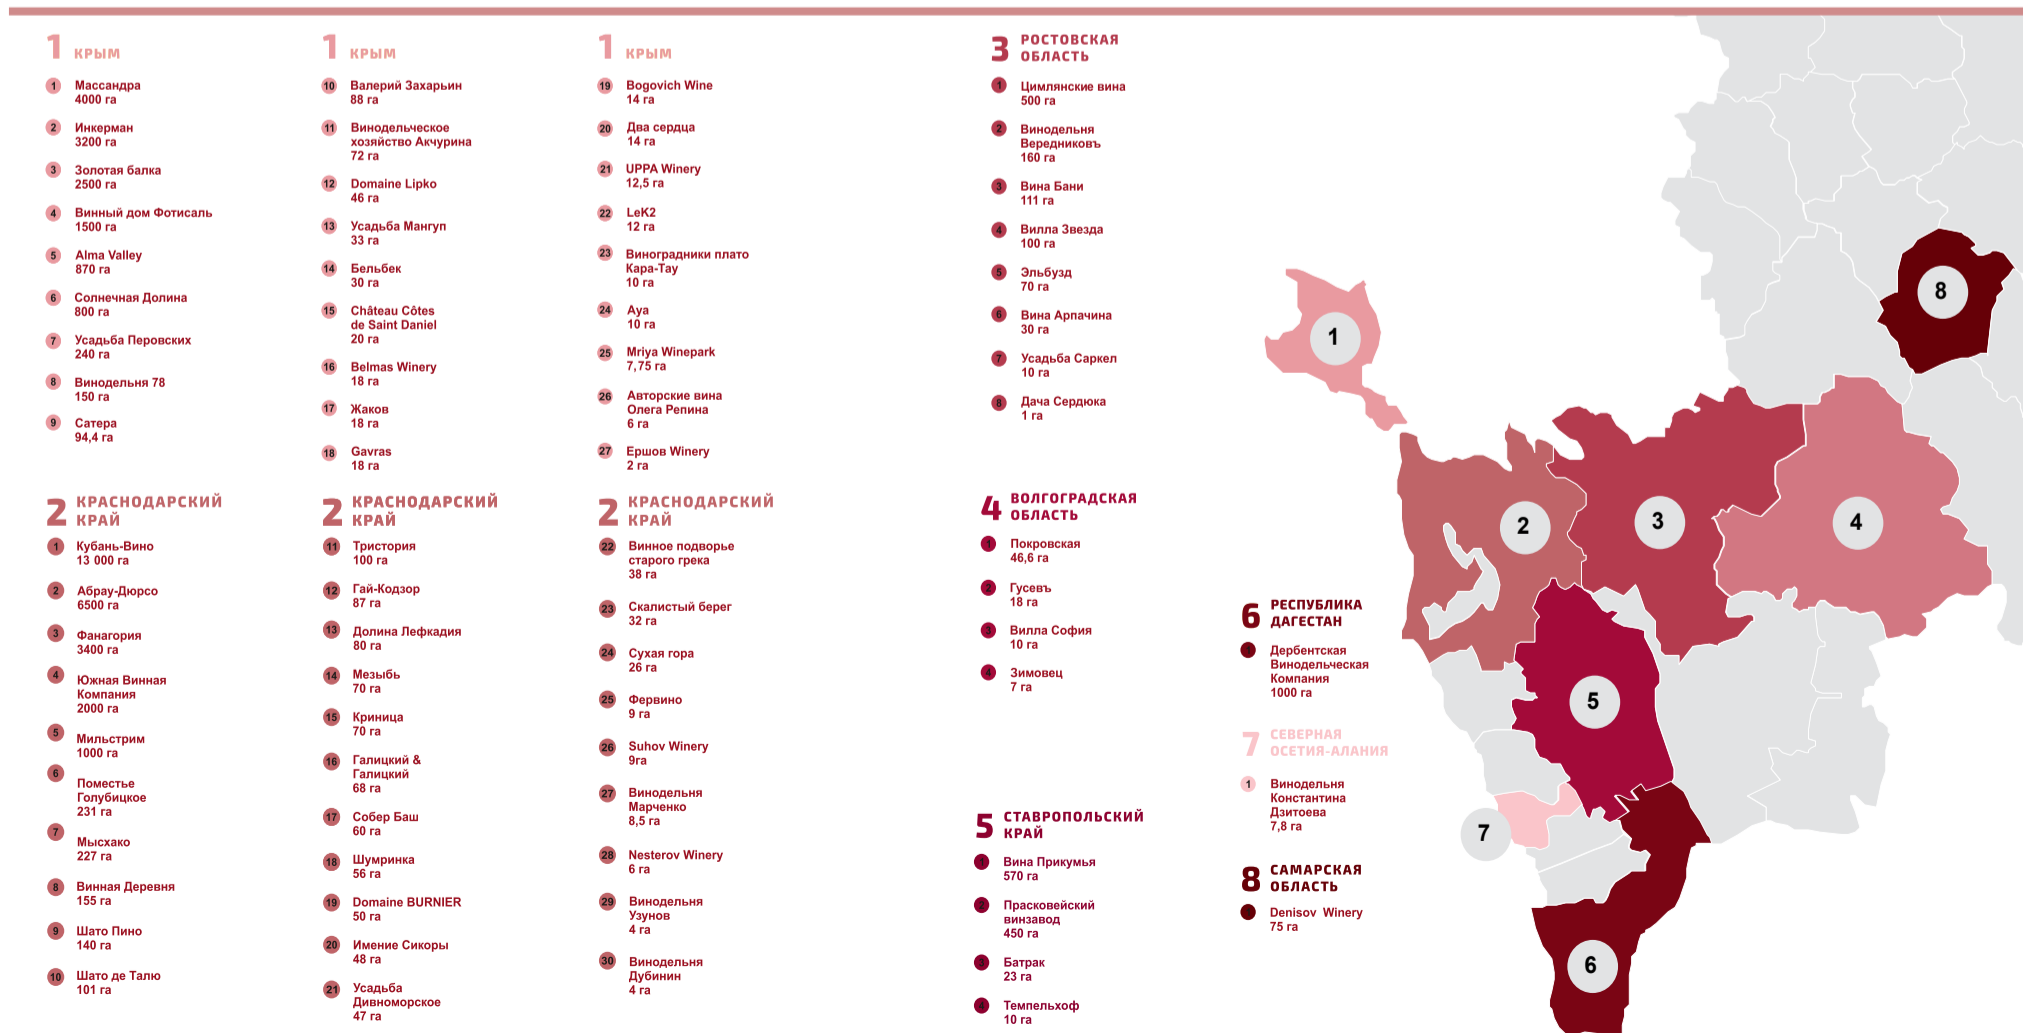 1 КРЫМ
1 Массандра
4000 га
2 Инкерман
3200 га
3 Золотая балка
2500 га
4 Винный дом Фотисаль
1500 га
5 Alma Valley
870 га
6 Солнечная Долина
800 га
7 Усадьба Перовских
240 га
8 Винодельня 78
150 га
9 Сатера
94,4 га
1 КРЫМ
10 Валерий Захарьин
88 га
11 Винодельческое
хозяйство Акчурина
72 га
12 Domaine Lipko
46 га
13 Усадьба Мангуп
33 га
14 Бельбек
30 га
15 Château Côtes
de Saint Daniel
20 га
16 Belmas Winery
18 га
17 Жаков
18 га
18 Gavras
18 га
1 КРЫМ
19 Bogovich Wine
14 га
20 Два сердца
14 га
21 UPPA Winery
12,5 га
22 LeK2
12 га
23 Виноградники плато
Кара-Тау
10 га
24 Aya
10 га
25 Mriya Winepark
7,75 га
26 Авторские вина
Олега Репина
6 га
27 Ершов Winery
2 га
2 КРАСНОДАРСКИЙ
КРАЙ
1 Кубань-Вино
13 000 га
2 Абрау-Дюрсо
6500 га
3 Фанагория
3400 га
4 Южная Винная
Компания
2000 га
5 Мильстрим
1000 га
6 Поместье
Голубицкое
231 га
7 Мысхако
227 га
8 Винная Деревня
155 га
9 Шато Пино
140 га
10 Шато де Талю
101 га
2 КРАСНОДАРСКИЙ
КРАЙ
11 Тристория
100 га
12 Гай-Кодзор
87 га
13 Долина Лефкадия
80 га
14 Мезыбь
70 га
15 Криница
70 га
16 Галицкий &
Галицкий
68 га
17 Собер Баш
60 га
18 Шумринка
56 га
19 Domaine BURNIER
50 га
20 Имение Сикоры
48 га
21 Усадьба
Дивноморское
47 га
2 КРАСНОДАРСКИЙ
КРАЙ
22 Винное подворье
старого грека
38 га
23 Скалистый берег
32 га
24 Сухая гора
26 га
25 Фервино
9 га
26 Suhov Winery
9га
27 Винодельня
Марченко
8,5 га
28 Nesterov Winery
6 га
29 Винодельня
Узунов
4 га
30 Винодельня
Дубинин
4 га
3 РОСТОВСКАЯ
ОБЛАСТЬ
1 Цимлянские вина
500 га
2 Винодельня
Вередниковъ
160 га
3 Вина Бани
111 га
4 Вилла Звезда
100 га
5 Эльбузд
70 га
6 Вина Арпачина
30 га
7 Усадьба Саркел
10 га
8 Дача Сердюка
1 га
4 ВОЛГОГРАДСКАЯ
ОБЛАСТЬ
1 Покровская
46,6 га
2 Гусевъ
18 га
3 Вилла София
10 га
4 Зимовец
7 га
5 СТАВРОПОЛЬСКИЙ
КРАЙ
1 Вина Прикумья
570 га
2 Прасковейский
винзавод
450 га
3 Батрак
23 га
4 Темпельхоф
10 га
6 РЕСПУБЛИКА
ДАГЕСТАН
1 Дербентская
Винодельческая
Компания
1000 га
7 СЕВЕРНАЯ
ОСЕТИЯ-АЛАНИЯ
1 Винодельня
Константина
Дзитоева
7,8 га
8 САМАРСКАЯ
ОБЛАСТЬ
1 Denisov Winery
75 га
8
1
2
3
4
5
7
6